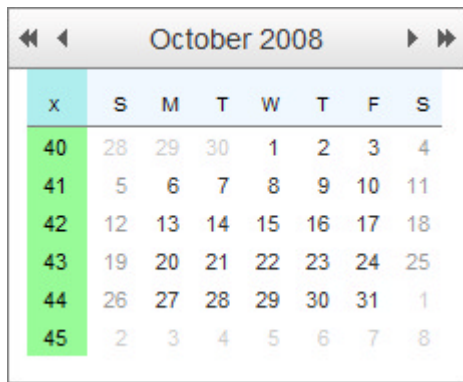 October 2008
x S M T W T F S
40 28 29 30 1 2 3 4
41 5 6 7 8 9 10 11
42 12 13 14 15 16 17 18
43 19 20 21 22 23 24 25
44 26 27 28 29 30 31 1
45 2 3 4 5 6 7 8